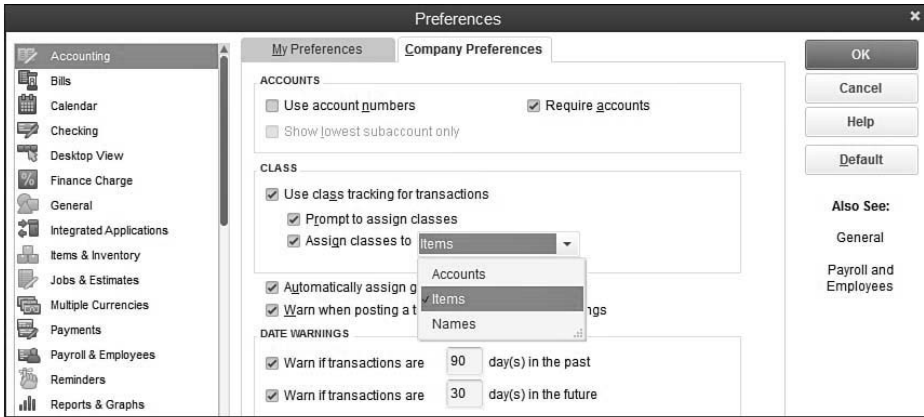 Preferences
Accounting
Bills
Calendar
Checking
Desktop View
Finance Charge
General
Integrated Applications
Items & Inventory
Jobs & Estimates
Multiple Currencies
Payments
Payroll & Employees
Reminders
Reports & Graphs
My Preferences
Company Preferences
ACCOUNTS
Use account numbers
Require accounts
Show lowest subaccount only
CLASS
Use class tracking for transactions
Prompt to assign classes
Assign classes to Items
Accounts
Items
Names
Automatically assign g
Warn when posting a t ngs
DATE WARNINGS
Warn if transactions are 90 day(s) in the past
Warn if transactions are 30 day(s) in the future
OK
Cancel
Help
Default
Also See:
General
Payroll and
Employees